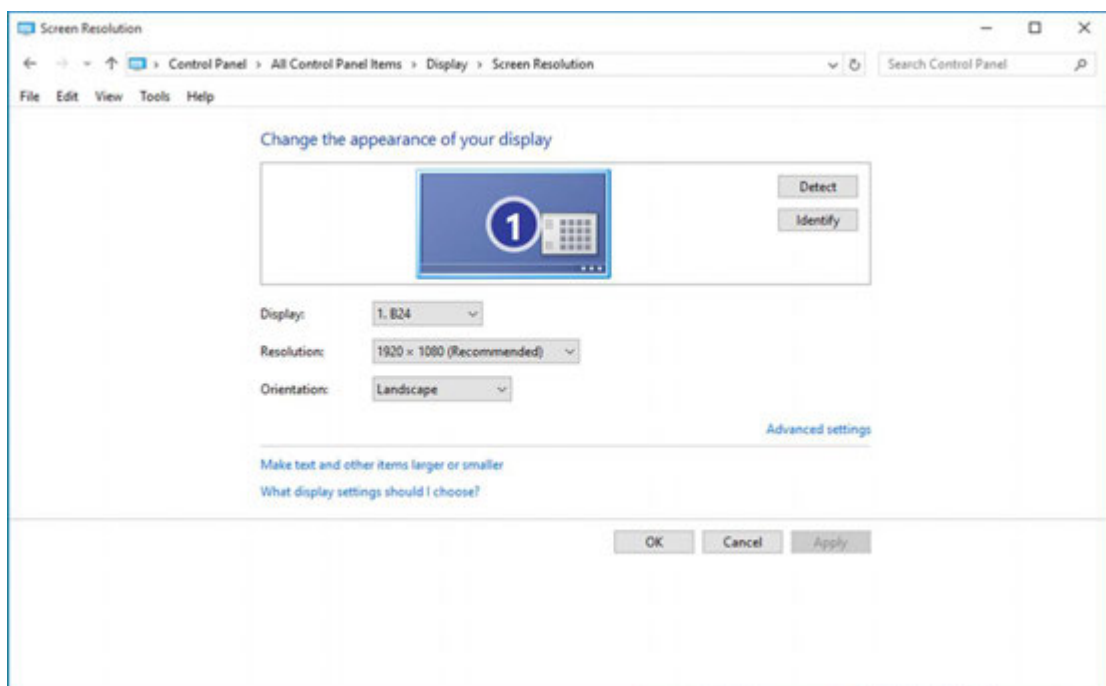 Screen Resolution
Control Panel › All Control Panel Items › Display › Screen Resolution
Search Control Panel
File Edit View Tools Help
Change the appearance of your display
1
Detect
Identify
Display: 1. B24
Resolution: 1920 × 1080 (Recommended)
Orientation: Landscape
Advanced settings
Make text and other items larger or smaller
What display settings should I choose?
OK Cancel Apply